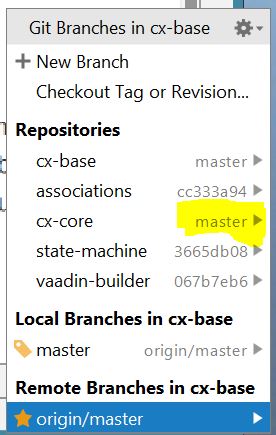 Git Branches in cx-base
New Branch
Checkout Tag or Revision...
Repositories
cx-base master
associations cc333a94
cx-core master
state-machine 3665db08
vaadin-builder 067b7eb6
Local Branches in cx-base
master origin/master
Remote Branches in cx-base
origin/master